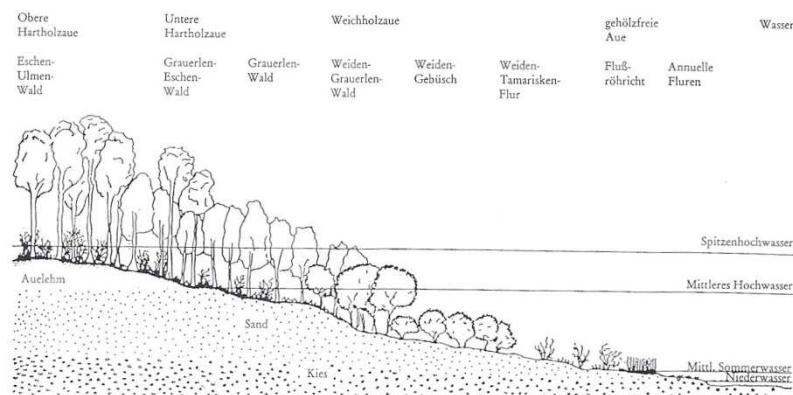 Obere
Hartholzaue
Untere
Hartholzaue
Weichholzaue
gehölzfreie
Aue
Wasser
Eschen-
Ulmen-
Wald
Grauerlen-
Eschen-
Wald
Grauerlen-
Wald
Weiden-
Grauerlen-
Wald
Weiden-
Gebüsch
Weiden-
Tamarisken-
Flur
Fluß-
röhricht
Annuelle
Fluren
Spitzenhochwasser
Auelehm
Mittleres Hochwasser
Sand
Mittl. Sommerwasser
Kies
Niederwasser